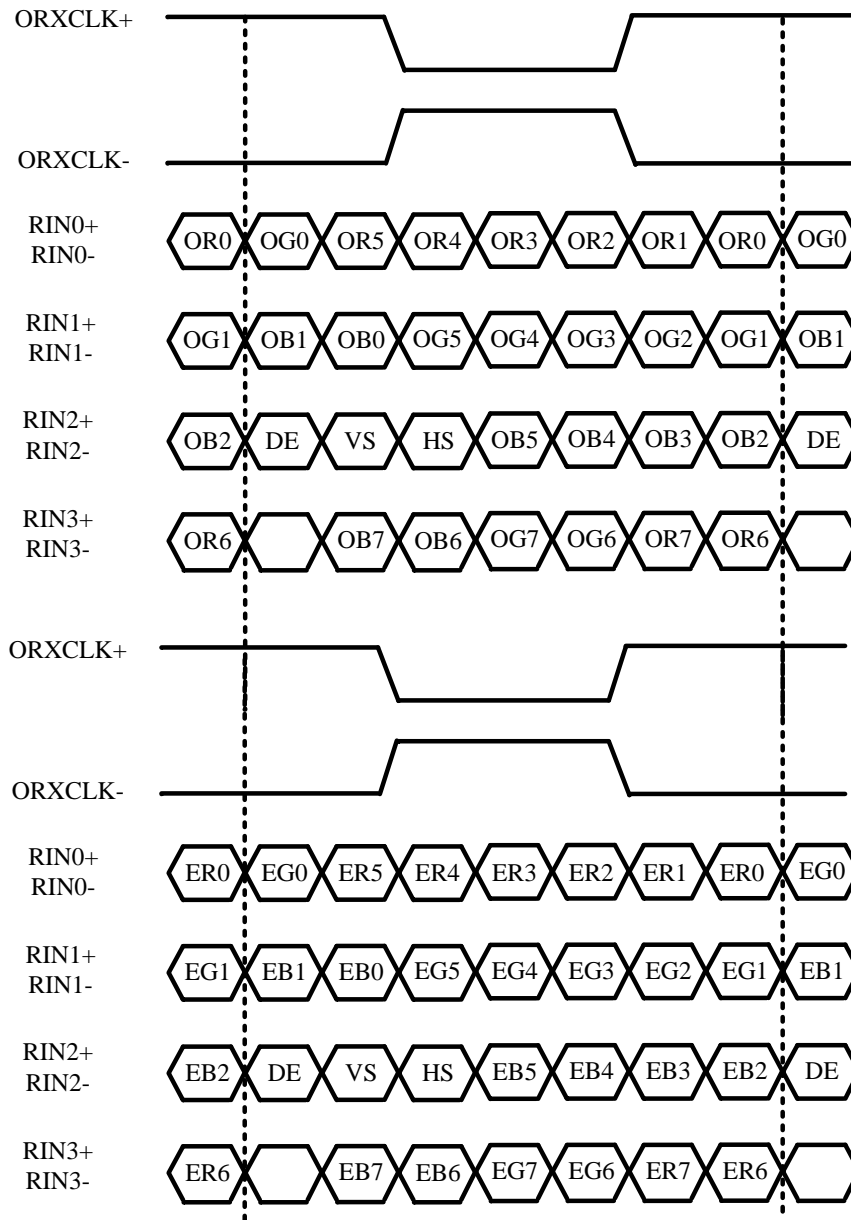 ORXCLK+
ORXCLK-
RIN0+
RIN0-
OR0 OG0 OR5 OR4 OR3 OR2 OR1 OR0 OG0
RIN1+
RIN1-
OG1 OB1 OB0 OG5 OG4 OG3 OG2 OG1 OB1
RIN2+
RIN2-
OB2 DE VS HS OB5 OB4 OB3 OB2 DE
RIN3+
RIN3-
OR6 OB7 OB6 OG7 OG6 OR7 OR6
ORXCLK+
ORXCLK-
RIN0+
RIN0-
ER0 EG0 ER5 ER4 ER3 ER2 ER1 ER0 EG0
RIN1+
RIN1-
EG1 EB1 EB0 EG5 EG4 EG3 EG2 EG1 EB1
RIN2+
RIN2-
EB2 DE VS HS EB5 EB4 EB3 EB2 DE
RIN3+
RIN3-
ER6 EB7 EB6 EG7 EG6 ER7 ER6